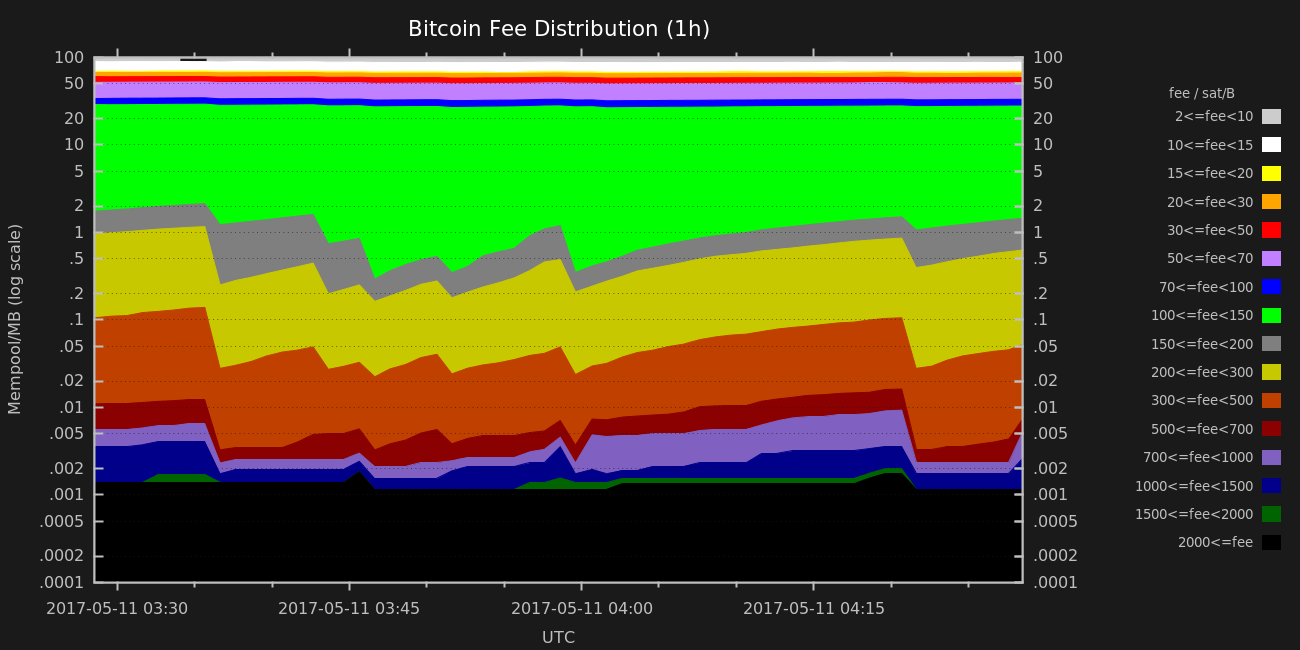 Bitcoin Fee Distribution (1h)
100
50
20
10
5
2
1
.5
.2
.1
.05
.02
.01
.005
.002
.001
.0005
.0002
.0001
Mempool/MB (log scale)
100
50
20
10
5
2
1
.5
.2
.1
.05
.02
.01
.005
.002
.001
.0005
.0002
.0001
2017-05-11 03:30
2017-05-11 03:45
2017-05-11 04:00
2017-05-11 04:15
UTC
fee / sat/B
2<=fee<10
10<=fee<15
15<=fee<20
20<=fee<30
30<=fee<50
50<=fee<70
70<=fee<100
100<=fee<150
150<=fee<200
200<=fee<300
300<=fee<500
500<=fee<700
700<=fee<1000
1000<=fee<1500
1500<=fee<2000
2000<=fee